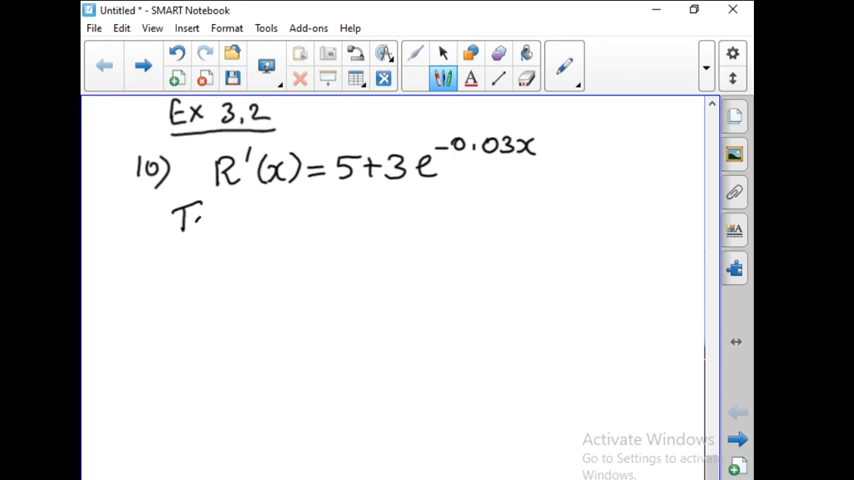 Untitled * - SMART Notebook
File Edit View Insert Format Tools Add-ons Help
Ex 3.2
10) R'(x) = 5+3e^{-0.03x}
T.
Activate Windows
Go to Settings to activate
Windows.